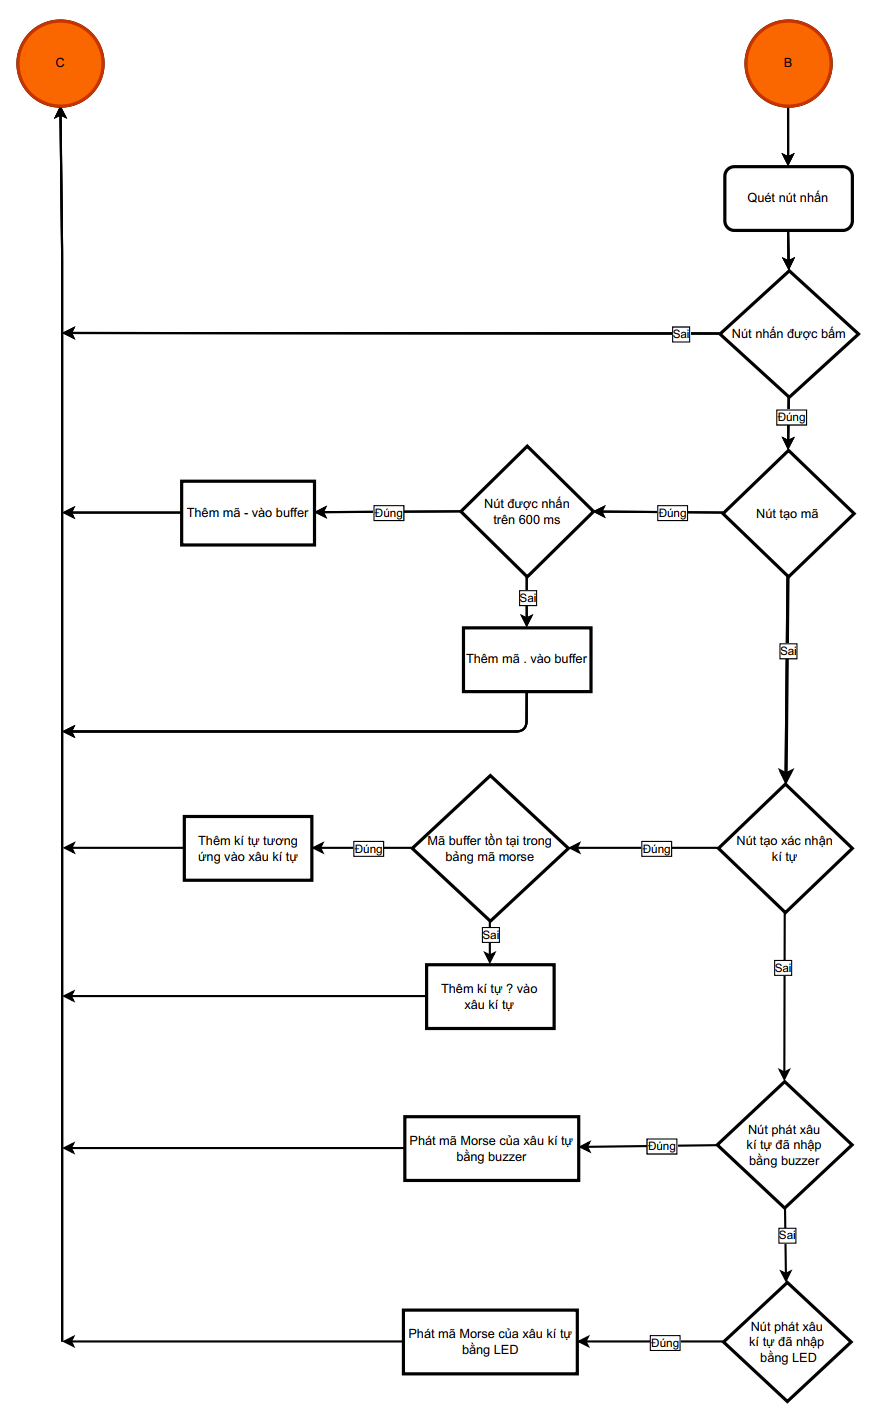 C
B
Quét nút nhấn
Nút nhấn được bấm
Sai
Đúng
Nút tạo mã
Đúng
Nút được nhấn
trên 600 ms
Đúng
Thêm mã - vào buffer
Sai
Thêm mã . vào buffer
Sai
Nút tạo xác nhận
kí tự
Đúng
Mã buffer tồn tại trong
bảng mã morse
Đúng
Thêm kí tự tương
ứng vào xâu kí tự
Sai
Thêm kí tự ? vào
xâu kí tự
Sai
Nút phát xâu
kí tự đã nhập
bằng buzzer
Đúng
Phát mã Morse của xâu kí tự
bằng buzzer
Sai
Nút phát xâu
kí tự đã nhập
bằng LED
Đúng
Phát mã Morse của xâu kí tự
bằng LED